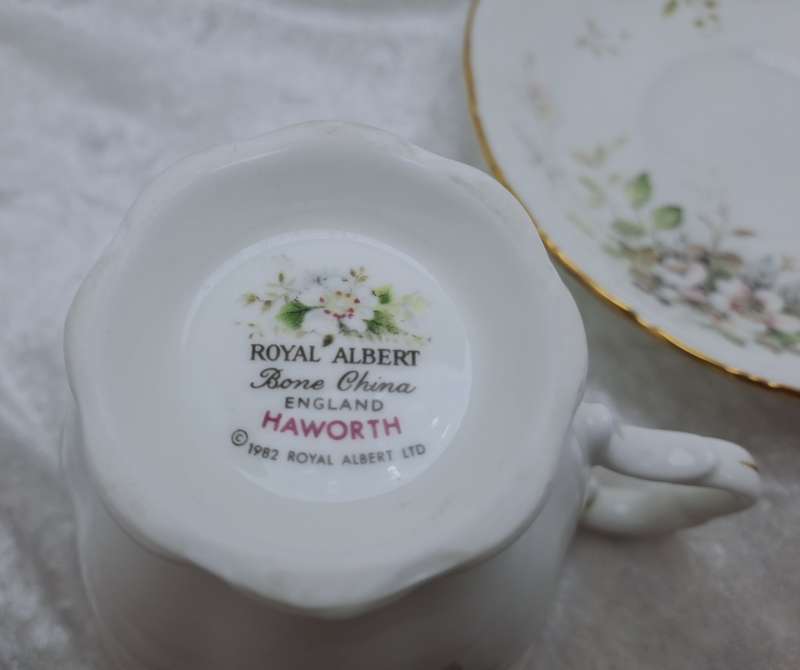 ROYAL ALBERT
Bone China
ENGLAND
HAWORTH
©1982 ROYAL ALBERT LTD